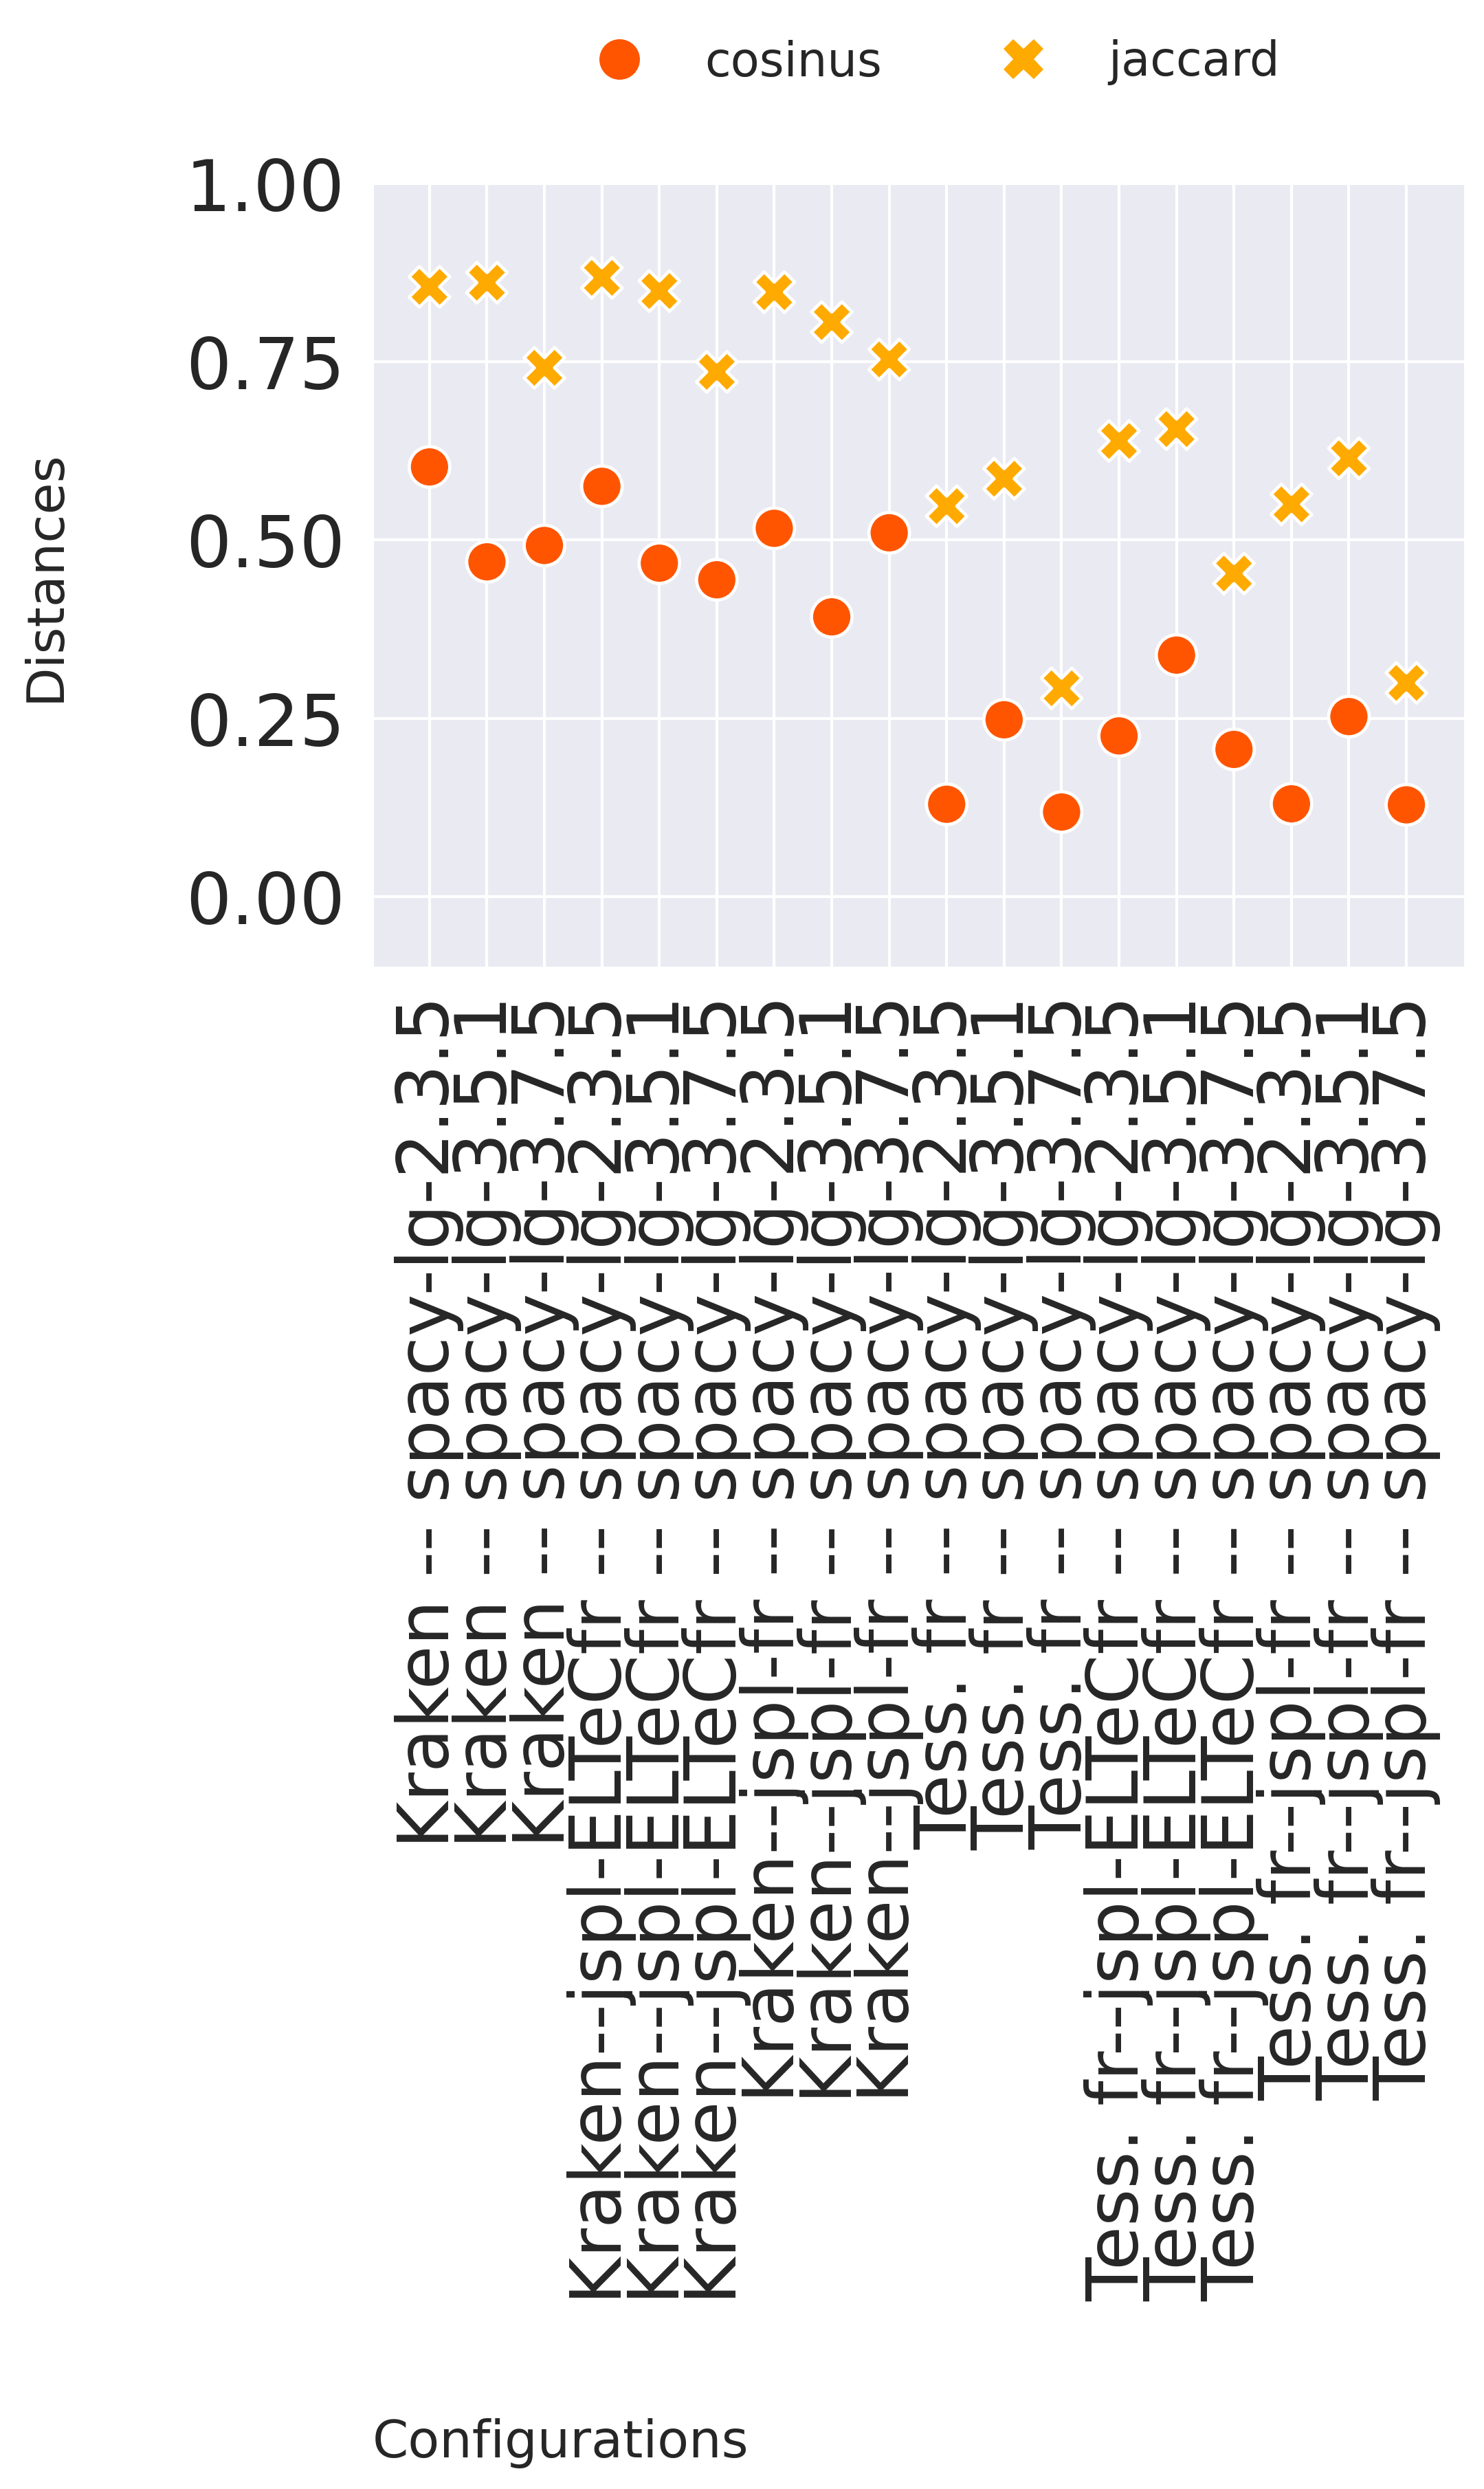 cosinus
jaccard
1.00
0.75
0.50
0.25
0.00
Distances
Kraken -- spacy-lg-2.3.5
Kraken -- spacy-lg-3.5.1
Kraken -- spacy-lg-3.7.5
Kraken--jspl-ELTeCfr -- spacy-lg-2.3.5
Kraken--jspl-ELTeCfr -- spacy-lg-3.5.1
Kraken--jspl-ELTeCfr -- spacy-lg-3.7.5
Kraken--jspl-fr -- spacy-lg-2.3.5
Kraken--jspl-fr -- spacy-lg-3.5.1
Kraken--jspl-fr -- spacy-lg-3.7.5
Tess. fr -- spacy-lg-2.3.5
Tess. fr -- spacy-lg-3.5.1
Tess. fr -- spacy-lg-3.7.5
Tess. fr--jspl-ELTeCfr -- spacy-lg-2.3.5
Tess. fr--jspl-ELTeCfr -- spacy-lg-3.5.1
Tess. fr--jspl-ELTeCfr -- spacy-lg-3.7.5
Tess. fr--jspl-fr -- spacy-lg-2.3.5
Tess. fr--jspl-fr -- spacy-lg-3.5.1
Tess. fr--jspl-fr -- spacy-lg-3.7.5
Configurations